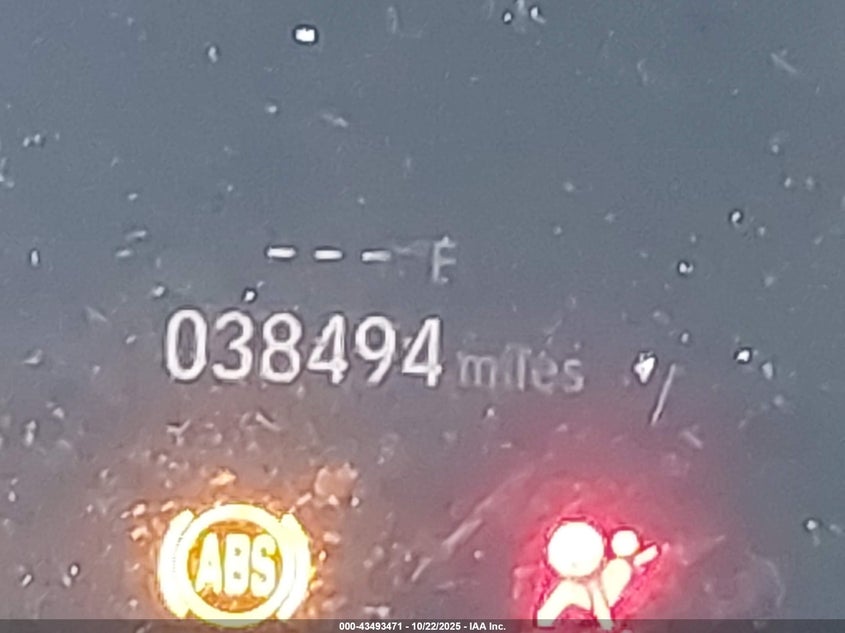 --- F
038494 miles
ABS
000-43493471 - 10/22/2025 - IAA Inc.